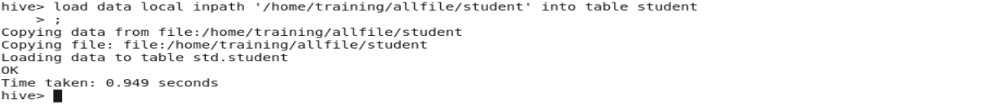 hive> load data local inpath '/home/training/allfile/student' into table student
    > ;
Copying data from file:/home/training/allfile/student
Copying file: file:/home/training/allfile/student
Loading data to table std.student
OK
Time taken: 0.949 seconds
hive>